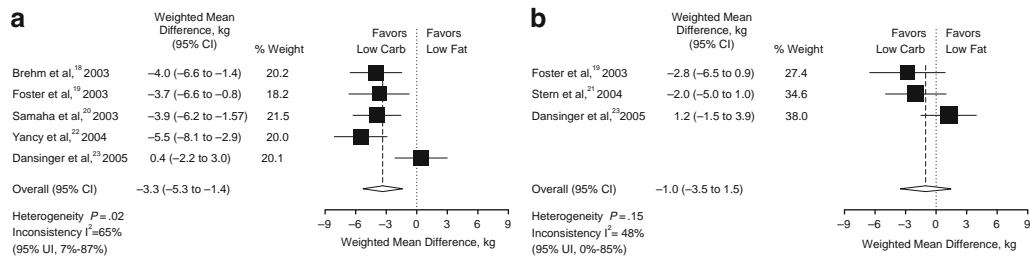 a
Weighted Mean
Difference, kg
(95% CI)
% Weight
Favors
Low Carb
Favors
Low Fat
Brehm et al,18 2003 −4.0 (−6.6 to −1.4) 20.2
Foster et al,19 2003 −3.7 (−6.6 to −0.8) 18.2
Samaha et al,20 2003 −3.9 (−6.2 to −1.57) 21.5
Yancy et al,22 2004 −5.5 (−8.1 to −2.9) 20.0
Dansinger et al,23 2005 0.4 (−2.2 to 3.0) 20.1
Overall (95% CI) −3.3 (−5.3 to −1.4)
Heterogeneity P=.02
Inconsistency I2=65%
(95% UI, 7%-87%)
−9 −6 −3 0 3 6 9
Weighted Mean Difference, kg
b
Weighted Mean
Difference, kg
(95% CI)
% Weight
Favors
Low Carb
Favors
Low Fat
Foster et al,19 2003 −2.8 (−6.5 to 0.9) 27.4
Stern et al,21 2004 −2.0 (−5.0 to 1.0) 34.6
Dansinger et al,23 2005 1.2 (−1.5 to 3.9) 38.0
Overall (95% CI) −1.0 (−3.5 to 1.5)
Heterogeneity P=.15
Inconsistency I2= 48%
(95% UI, 0%-85%)
−9 −6 −3 0 3 6 9
Weighted Mean Difference, kg